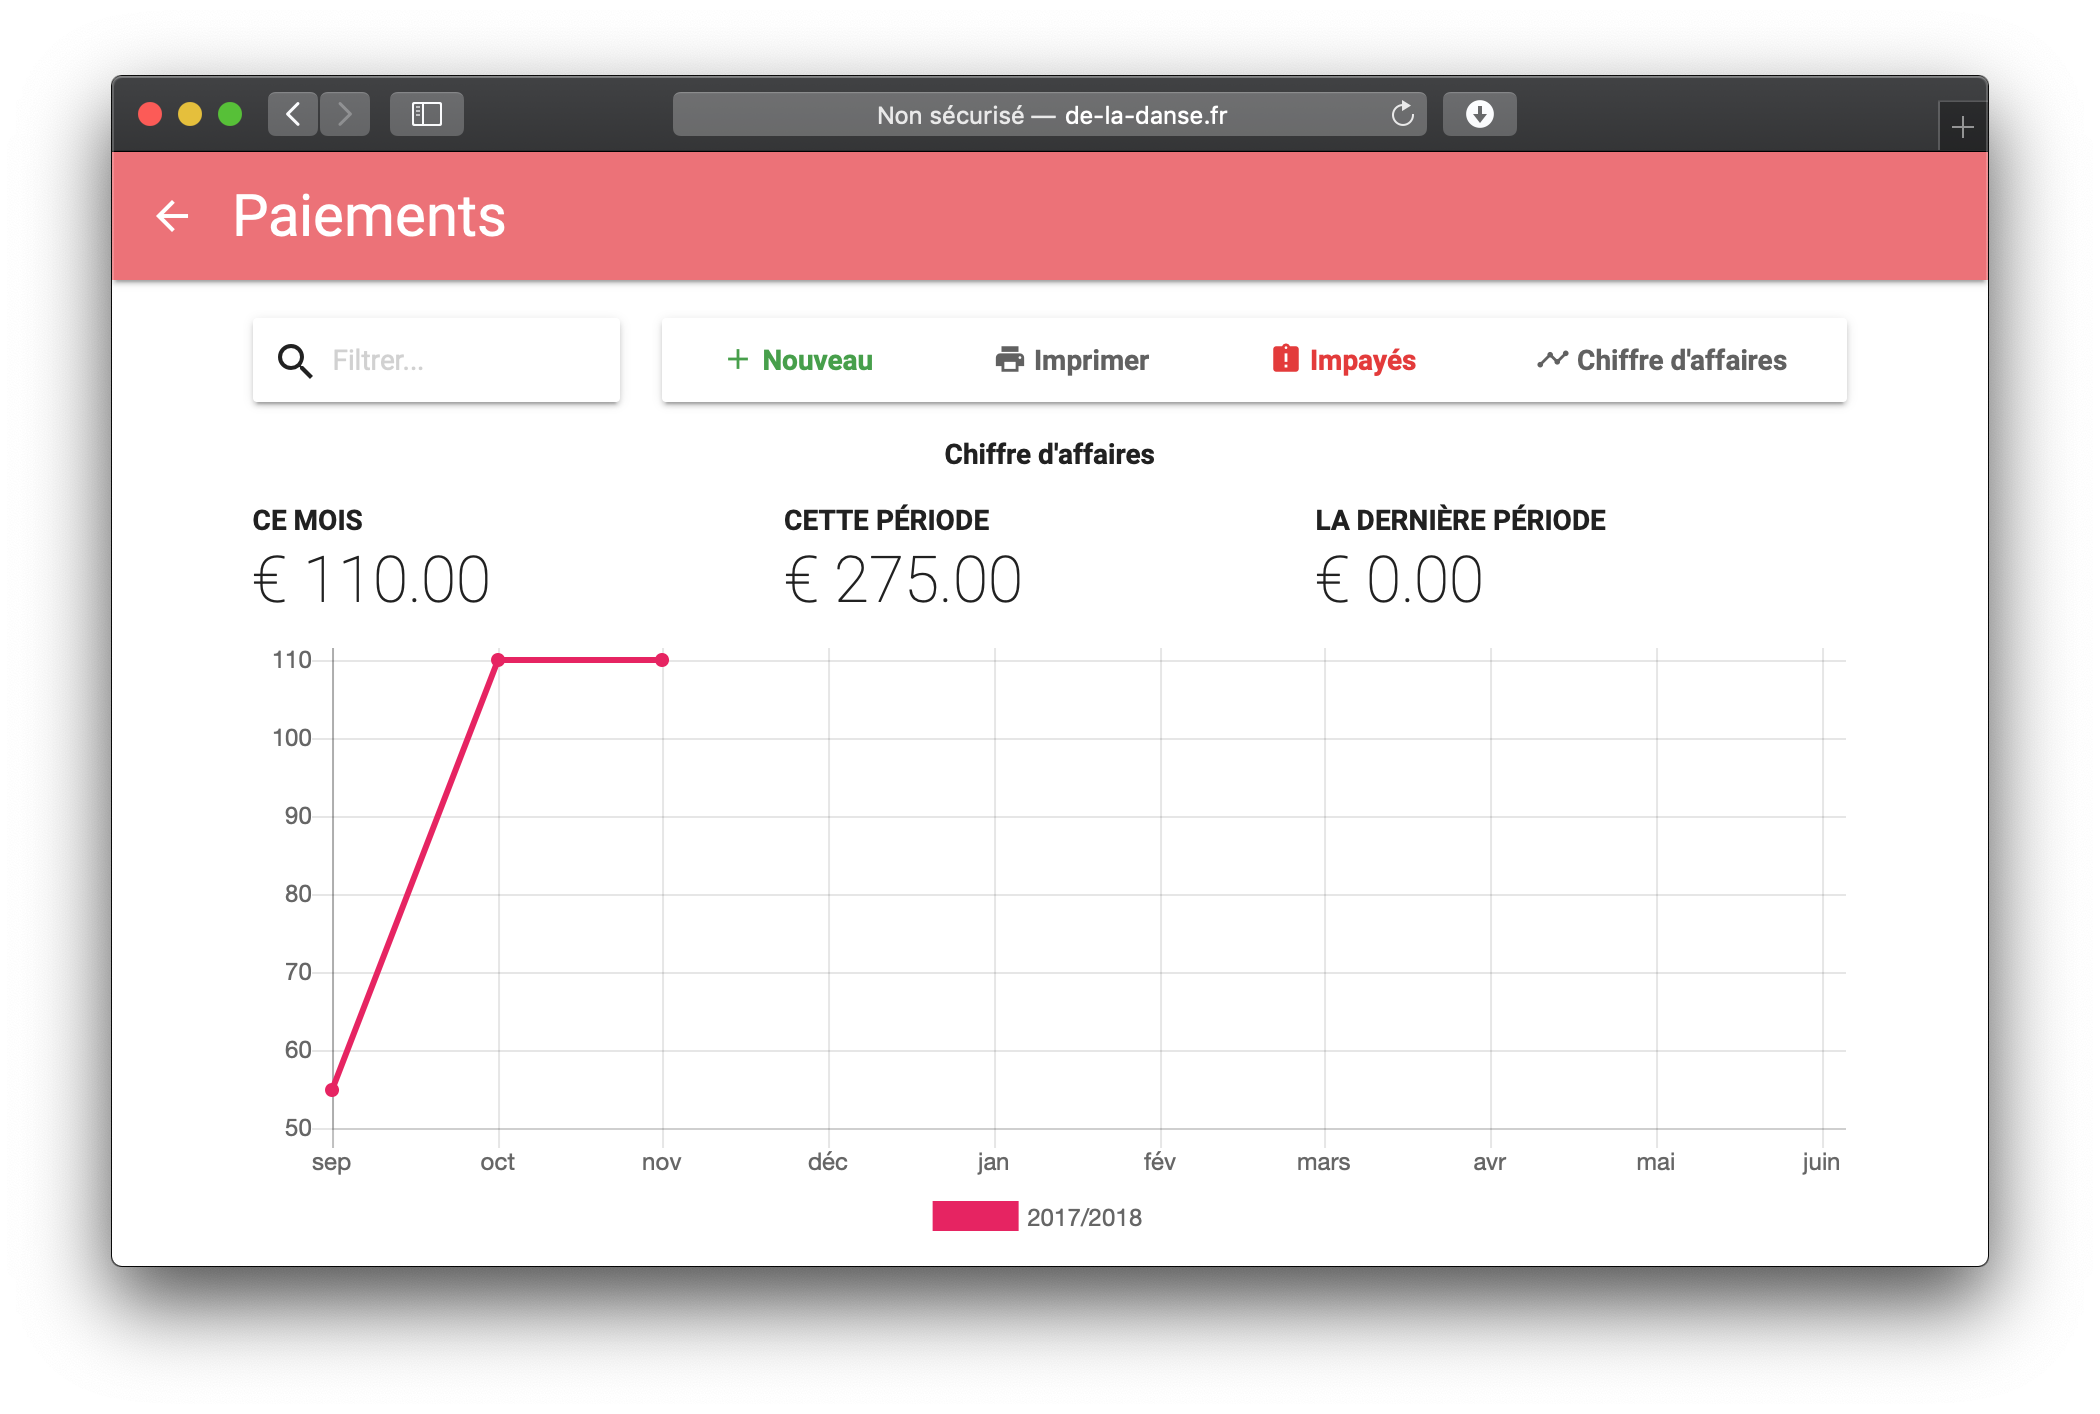 Non sécurisé — de-la-danse.fr
Paiements
Filtrer...
Nouveau
Imprimer
Impayés
Chiffre d'affaires
Chiffre d'affaires
CE MOIS
€ 110.00
CETTE PÉRIODE
€ 275.00
LA DERNIÈRE PÉRIODE
€ 0.00
110
100
90
80
70
60
50
sep oct nov déc jan fév mars avr mai juin
2017/2018